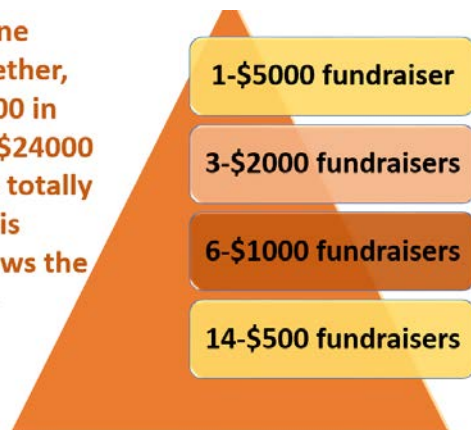 ne
ether,
00 in
$24000
totally
is
ws the
1-$5000 fundraiser
3-$2000 fundraisers
6-$1000 fundraisers
14-$500 fundraisers